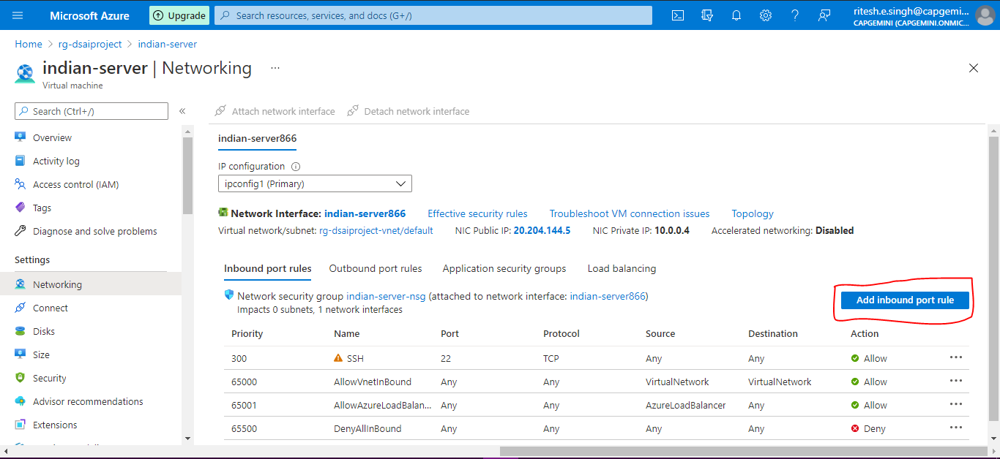 Microsoft Azure Upgrade Search resources, services, and docs (G+/) ritesh.e.singh@capgemi...
CAPGEMINI (CAPGEMINI.ONMIC...
Home > rg-dsaiproject > indian-server
indian-server | Networking ...
Virtual machine
Search (Ctrl+/) «
Overview
Activity log
Access control (IAM)
Tags
Diagnose and solve problems
Settings
Networking
Connect
Disks
Size
Security
Advisor recommendations
Extensions
Attach network interface Detach network interface
indian-server866
IP configuration
ipconfig1 (Primary)
Network Interface: indian-server866 Effective security rules Troubleshoot VM connection issues Topology
Virtual network/subnet: rg-dsaiproject-vnet/default NIC Public IP: 20.204.144.5 NIC Private IP: 10.0.0.4 Accelerated networking: Disabled
Inbound port rules Outbound port rules Application security groups Load balancing
Network security group indian-server-nsg (attached to network interface: indian-server866)
Impacts 0 subnets, 1 network interfaces
Add inbound port rule
Priority Name Port Protocol Source Destination Action
300 SSH 22 TCP Any Any Allow ...
65000 AllowVnetInBound Any Any VirtualNetwork VirtualNetwork Allow ...
65001 AllowAzureLoadBalan... Any Any AzureLoadBalancer Any Allow ...
65500 DenyAllInBound Any Any Any Any Deny ...